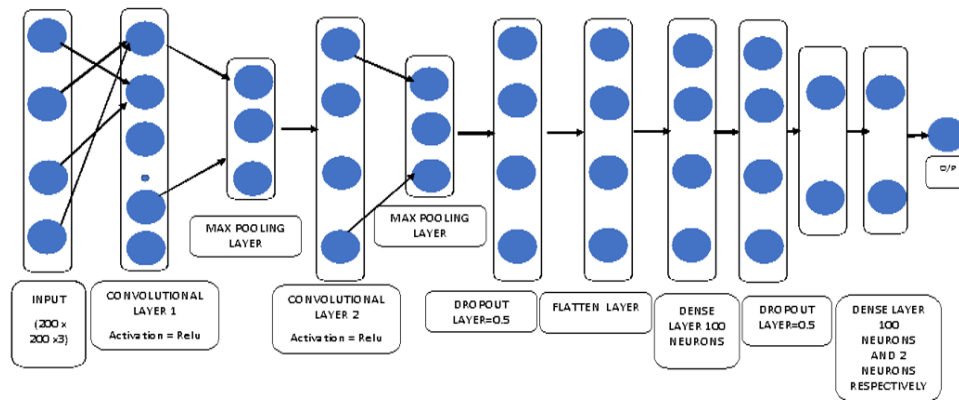 INPUT
(200 x
200 x3)
CONVOLUTIONAL
LAYER 1
Activation = Relu
MAX POOLING
LAYER
CONVOLUTIONAL
LAYER 2
Activation = Relu
MAX POOLING
LAYER
DROPOUT
LAYER=0.5
FLATTEN LAYER
DENSE
LAYER 100
NEURONS
DROPOUT
LAYER=0.5
DENSE LAYER
100
NEURONS
AND 2
NEURONS
RESPECTIVELY
O/P